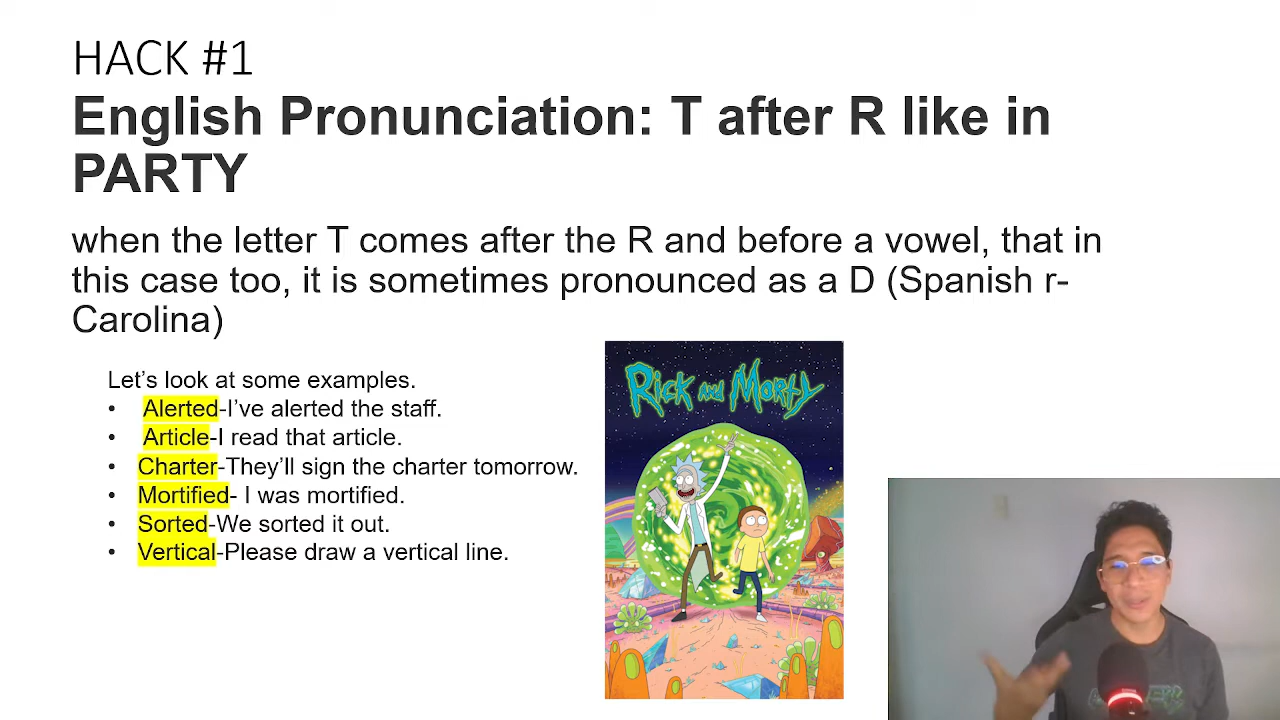 HACK #1
English Pronunciation: T after R like in
PARTY
when the letter T comes after the R and before a vowel, that in
this case too, it is sometimes pronounced as a D (Spanish r-
Carolina)
Let’s look at some examples.
• Alerted-I’ve alerted the staff.
• Article-I read that article.
• Charter-They’ll sign the charter tomorrow.
• Mortified- I was mortified.
• Sorted-We sorted it out.
• Vertical-Please draw a vertical line.
Rick and Morty